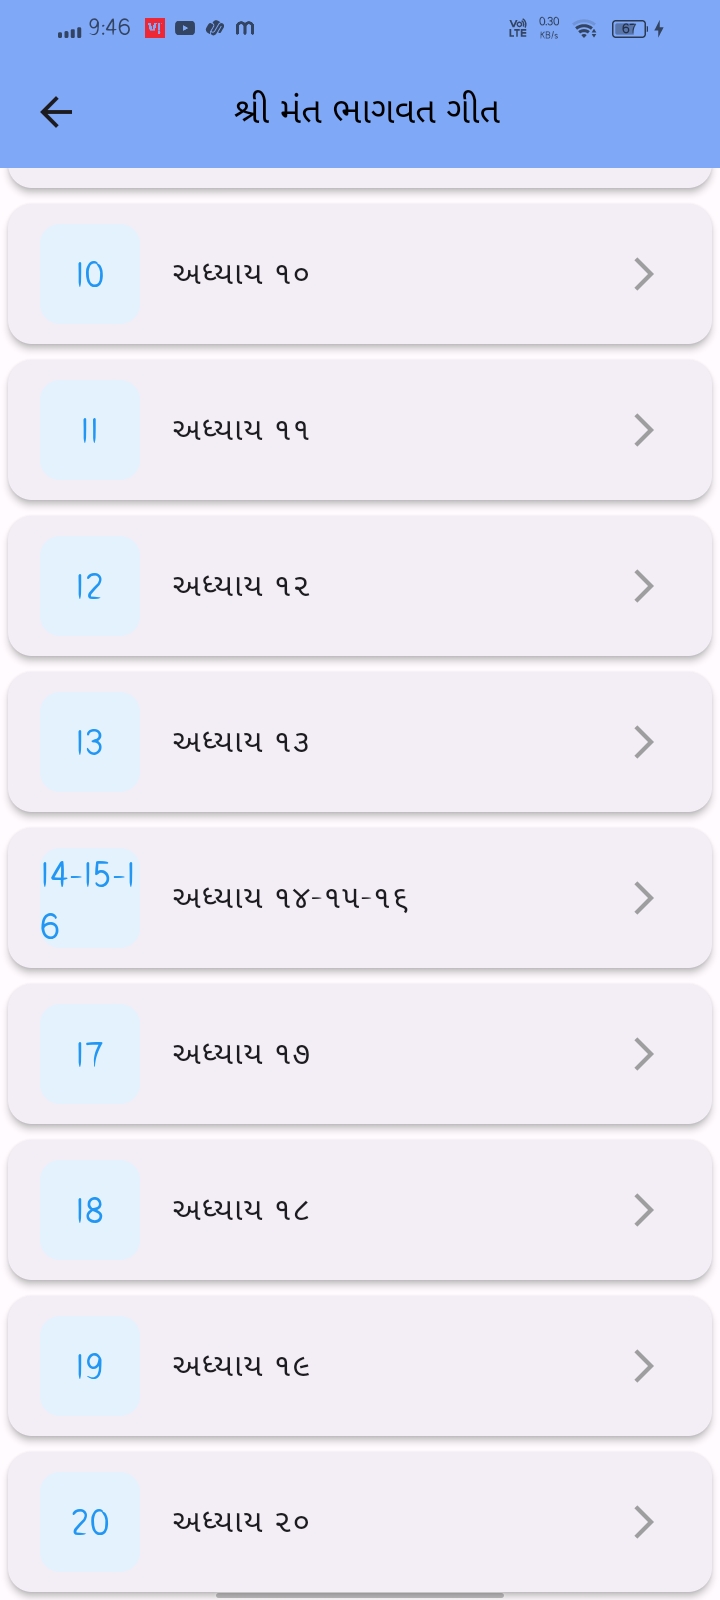 9:46 VI m Vo) LTE 0.30 KB/s 67
શ્રી મંત ભાગવત ગીત
10 અધ્યાય ૧૦
11 અધ્યાય ૧૧
12 અધ્યાય ૧૨
13 અધ્યાય ૧૩
14-15-1
6
અધ્યાય ૧૪-૧૫-૧૬
17 અધ્યાય ૧૭
18 અધ્યાય ૧૮
19 અધ્યાય ૧૯
20 અધ્યાય ૨૦